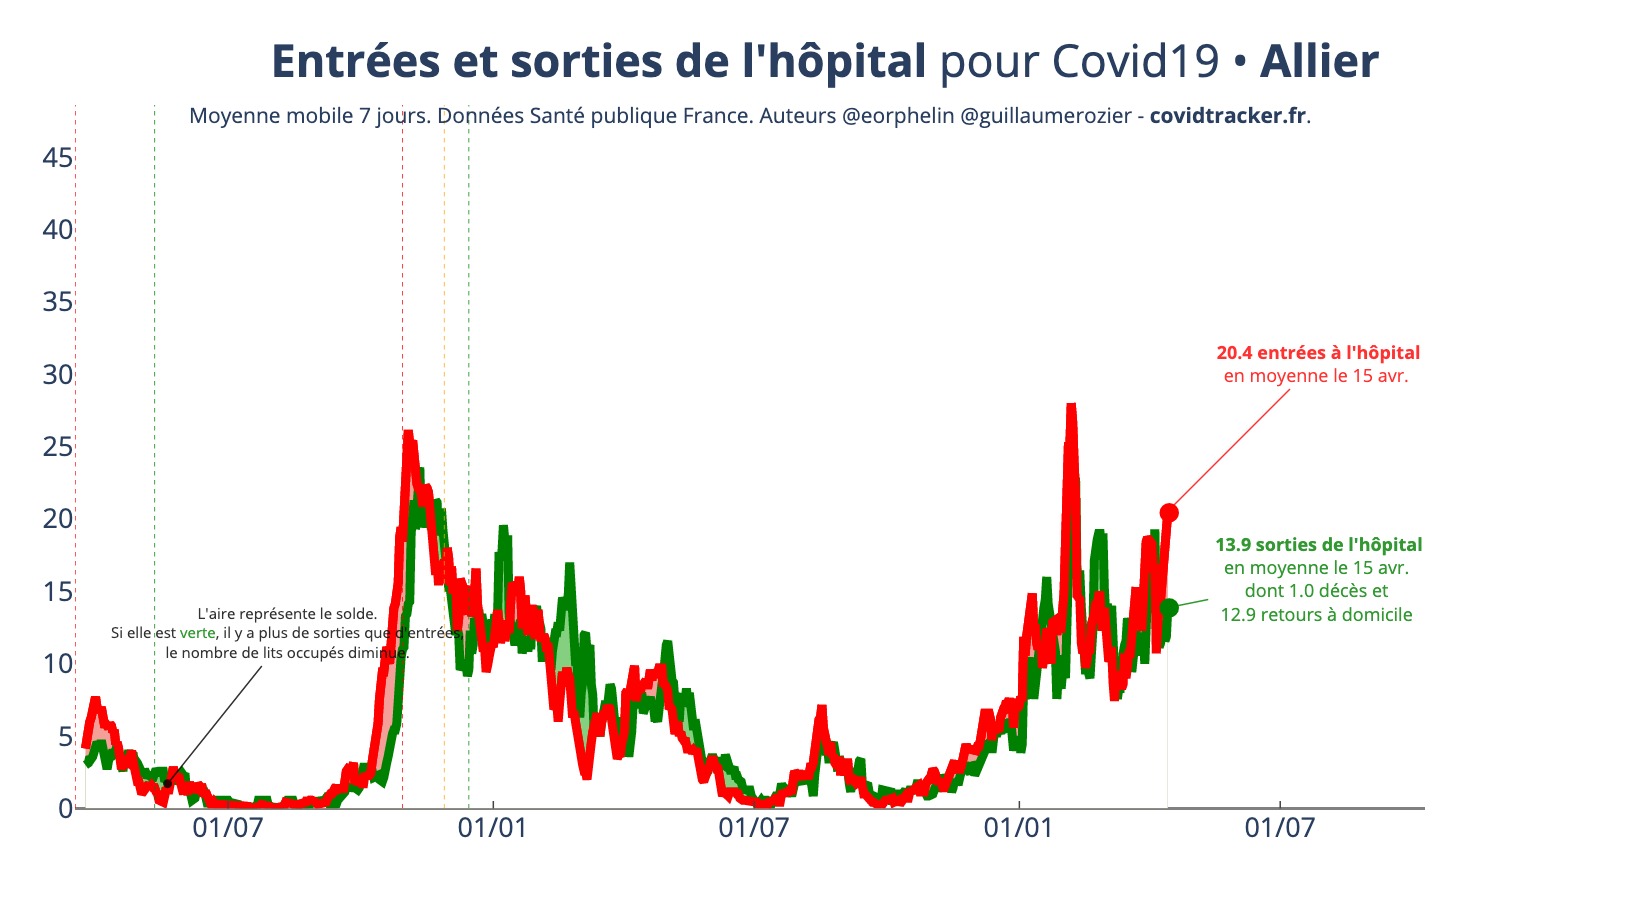 Entrées et sorties de l'hôpital pour Covid19 • Allier
Moyenne mobile 7 jours. Données Santé publique France. Auteurs @eorphelin @guillaumerozier - covidtracker.fr.
45
40
35
30
25
20
15
10
5
0
20.4 entrées à l'hôpital
en moyenne le 15 avr.
13.9 sorties de l'hôpital
en moyenne le 15 avr.
dont 1.0 décès et
12.9 retours à domicile
L'aire représente le solde.
Si elle est verte, il y a plus de sorties que d'entrées,
le nombre de lits occupés diminue.
01/07
01/01
01/07
01/01
01/07